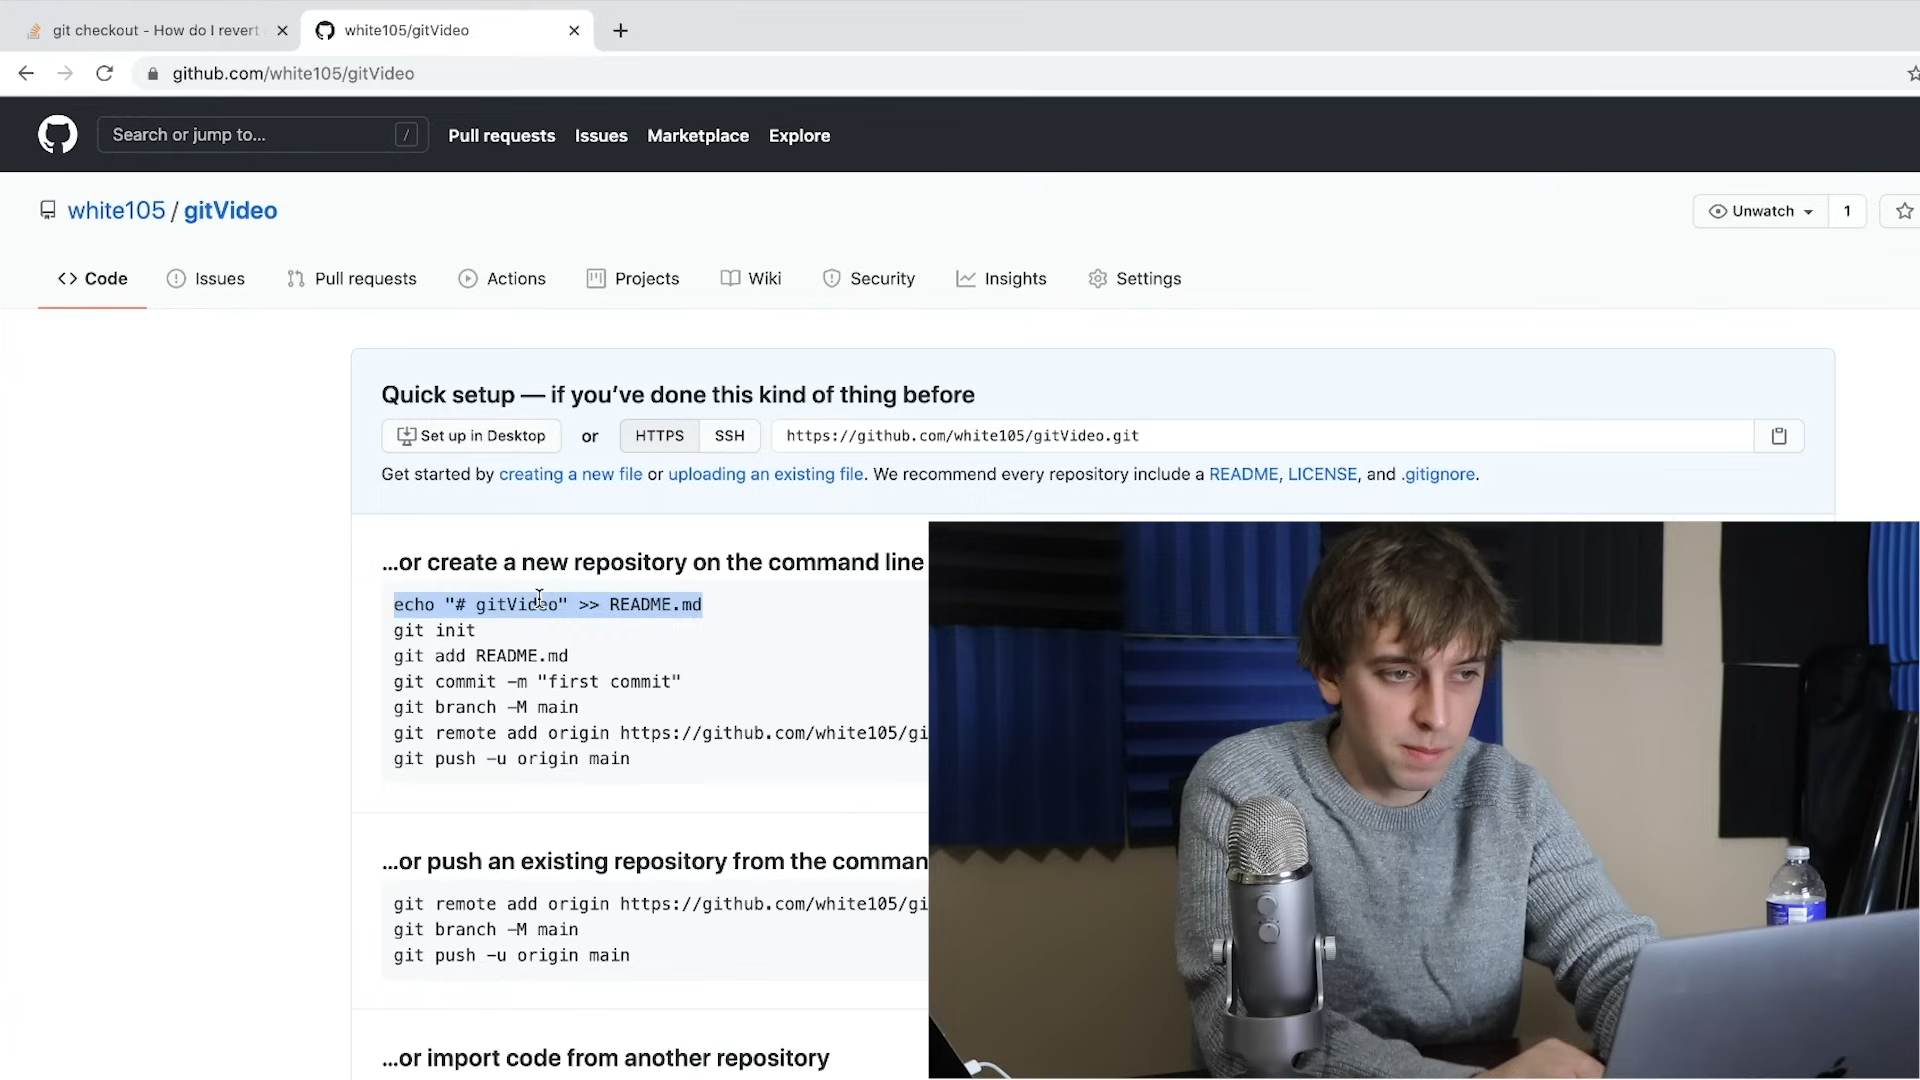 git checkout - How do I revert
white105/gitVideo
github.com/white105/gitVideo
Search or jump to...
/
Pull requests
Issues
Marketplace
Explore
white105 / gitVideo
Unwatch
1
Code
Issues
Pull requests
Actions
Projects
Wiki
Security
Insights
Settings
Quick setup — if you've done this kind of thing before
Set up in Desktop
or
HTTPS
SSH
https://github.com/white105/gitVideo.git
Get started by creating a new file or uploading an existing file. We recommend every repository include a README, LICENSE, and .gitignore.
…or create a new repository on the command line
echo "# gitVideo" >> README.md
git init
git add README.md
git commit -m "first commit"
git branch -M main
git remote add origin https://github.com/white105/gi
git push -u origin main
…or push an existing repository from the comman
git remote add origin https://github.com/white105/gi
git branch -M main
git push -u origin main
…or import code from another repository